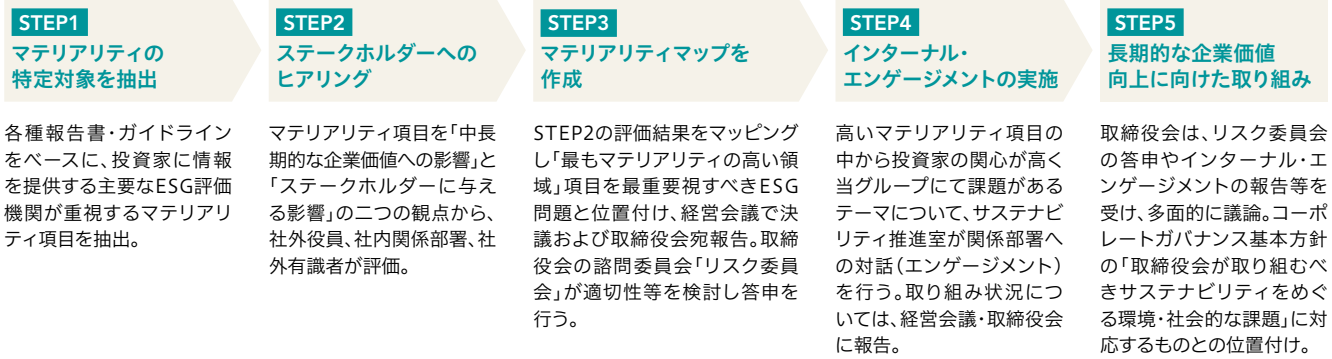 STEP1
マテリアリティの
特定対象を抽出
各種報告書・ガイドライン
をベースに、投資家に情報
を提供する主要なESG評価
機関が重視するマテリアリ
ティ項目を抽出。
STEP2
ステークホルダーへの
ヒアリング
マテリアリティ項目を「中長
期的な企業価値への影響」と
「ステークホルダーに与え
る影響」の二つの観点から、
社外役員、社内関係部署、社
外有識者が評価。
STEP3
マテリアリティマップを
作成
STEP2の評価結果をマッピング
し「最もマテリアリティの高い領
域」項目を最重要視すべきESG
問題と位置付け、経営会議で決
議および取締役会宛報告。取締
役会の諮問委員会「リスク委員
会」が適切性等を検討し答申を
行う。
STEP4
インターナル・
エンゲージメントの実施
高いマテリアリティ項目の
中から投資家の関心が高く
当グループにて課題がある
テーマについて、サステナビ
リティ推進室が関係部署へ
の対話(エンゲージメント)
を行う。取り組み状況につ
いては、経営会議・取締役会
に報告。
STEP5
長期的な企業価値
向上に向けた取り組み
取締役会は、リスク委員会
の答申やインターナル・エ
ンゲージメントの報告等を
受け、多面的に議論。コーポ
レートガバナンス基本方針
の「取締役会が取り組むべ
きサステナビリティをめぐ
る環境・社会的な課題」に対
応するものとの位置付け。